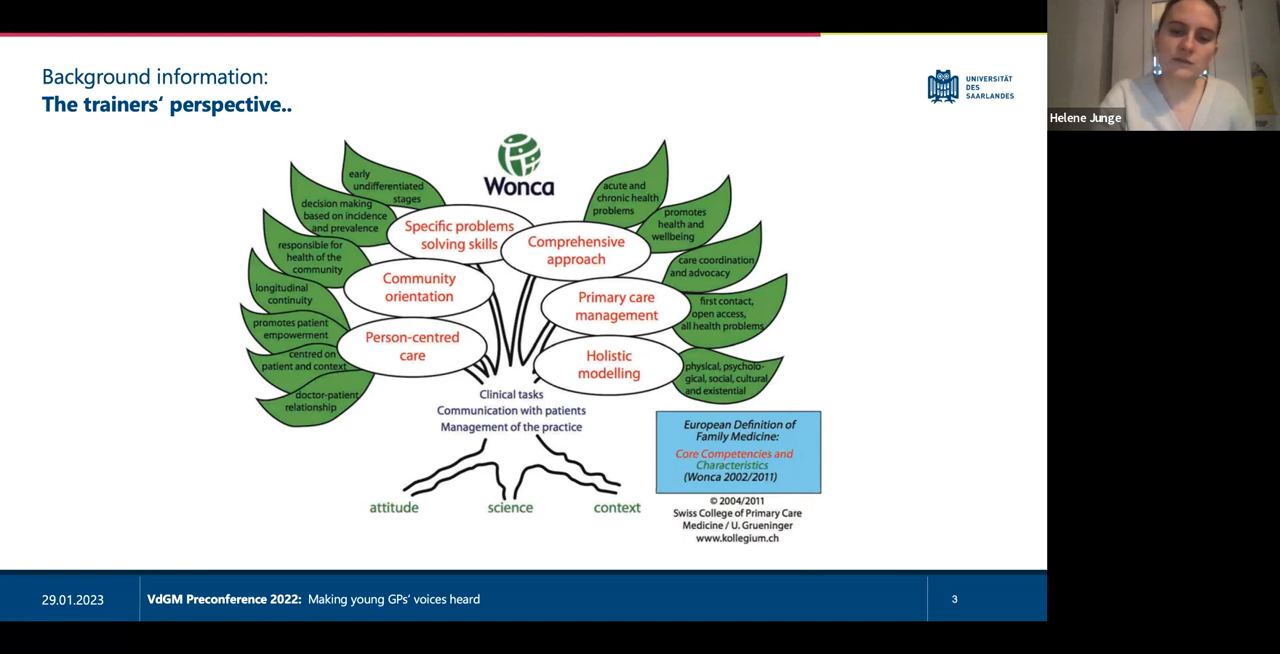 Background information:
The trainers‘ perspective..
UNIVERSITÄT
DES
SAARLANDES
Helene Junge
Wonca
early
undifferentiated
stages
decision making
based on incidence
and prevalence
responsible for
health of the
community
longitudinal
continuity
promotes patient
empowerment
centred on
patient and context
doctor-patient
relationship
Specific problems
solving skills
Community
orientation
Person-centred
care
Comprehensive
approach
Primary care
management
Holistic
modelling
acute and
chronic health
problems
promotes
health and
wellbeing
care coordination
and advocacy
first contact,
open access,
all health problems
physical, psycholo-
gical, social, cultural
and existential
Clinical tasks
Communication with patients
Management of the practice
attitude
science
context
European Definition of
Family Medicine:
Core Competencies and
Characteristics
(Wonca 2002/2011)
© 2004/2011
Swiss College of Primary Care
Medicine / U. Grueninger
www.kollegium.ch
29.01.2023
VdGM Preconference 2022: Making young GPs’ voices heard
3